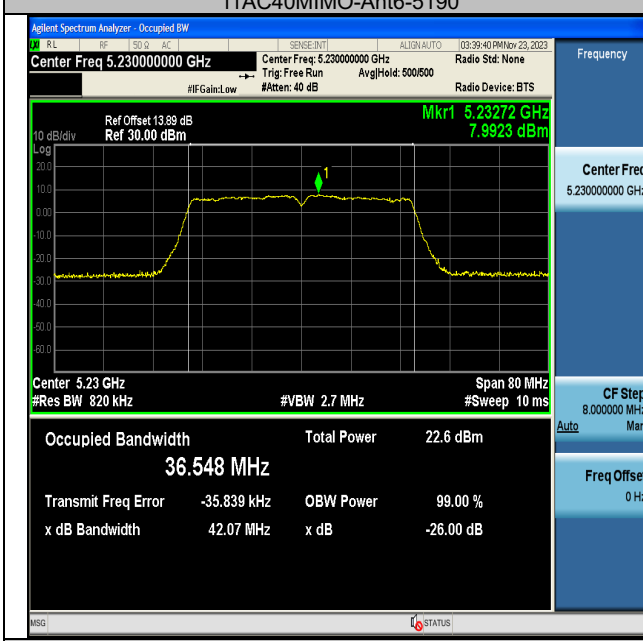 11AC40MIMO-Ant6-5190
Agilent Spectrum Analyzer - Occupied BW
LXI RL RF 50 Ω AC SENSE:INT ALIGN AUTO 03:39:40 PM Nov 23, 2023
Center Freq 5.230000000 GHz
Center Freq: 5.230000000 GHz Radio Std: None
Trig: Free Run Avg|Hold: 500/500
#IFGain:Low #Atten: 40 dB Radio Device: BTS
Frequency
Mkr1 5.23272 GHz
7.9923 dBm
Ref Offset 13.89 dB
10 dB/div Ref 30.00 dBm
Log
1
20.0
10.0
0.00
-10.0
-20.0
-30.0
-40.0
-50.0
-60.0
Center Freq
5.230000000 GHz
Center 5.23 GHz Span 80 MHz
#Res BW 820 kHz #VBW 2.7 MHz #Sweep 10 ms
CF Step
8.000000 MHz
Auto Man
Occupied Bandwidth Total Power 22.6 dBm
36.548 MHz
Transmit Freq Error -35.839 kHz OBW Power 99.00 %
x dB Bandwidth 42.07 MHz x dB -26.00 dB
Freq Offset
0 Hz
MSG STATUS